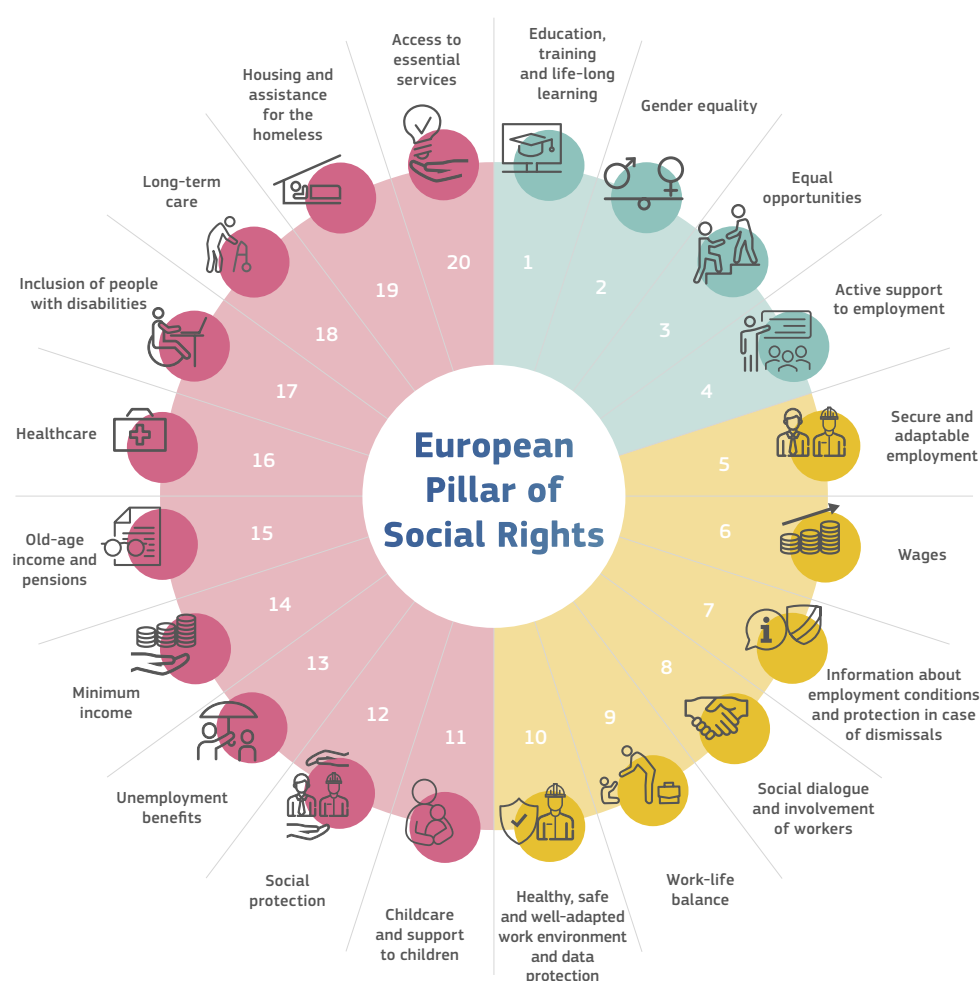 European
Pillar of
Social Rights
1
Education,
training
and life-long
learning
2
Gender equality
3
Equal
opportunities
4
Active support
to employment
5
Secure and
adaptable
employment
6
Wages
7
Information about
employment conditions
and protection in case
of dismissals
8
Social dialogue
and involvement
of workers
9
Work-life
balance
10
Healthy, safe
and well-adapted
work environment
and data
protection
11
Childcare
and support
to children
12
Social
protection
13
Unemployment
benefits
14
Minimum
income
15
Old-age
income and
pensions
16
Healthcare
17
Inclusion of people
with disabilities
18
Long-term
care
19
Housing and
assistance
for the
homeless
20
Access to
essential
services
i